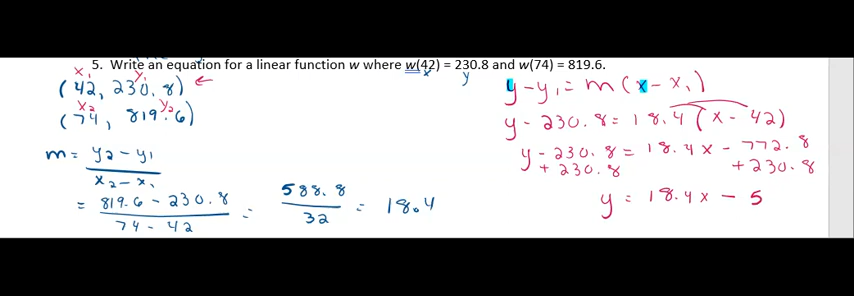 5. Write an equation for a linear function w where w(42) = 230.8 and w(74) = 819.6.
x y
x₁ y₁
(42, 230.8) ←
x₂ y₂
(74, 819.6)
m = y₂ - y₁
x₂ - x₁
= 819.6 - 230.8 = 588.8 = 18.4
74 - 42 32
y - y₁ = m(x - x₁)
y - 230.8 = 18.4(x - 42)
y - 230.8 = 18.4x - 772.8
+ 230.8 + 230.8
y = 18.4x - 5